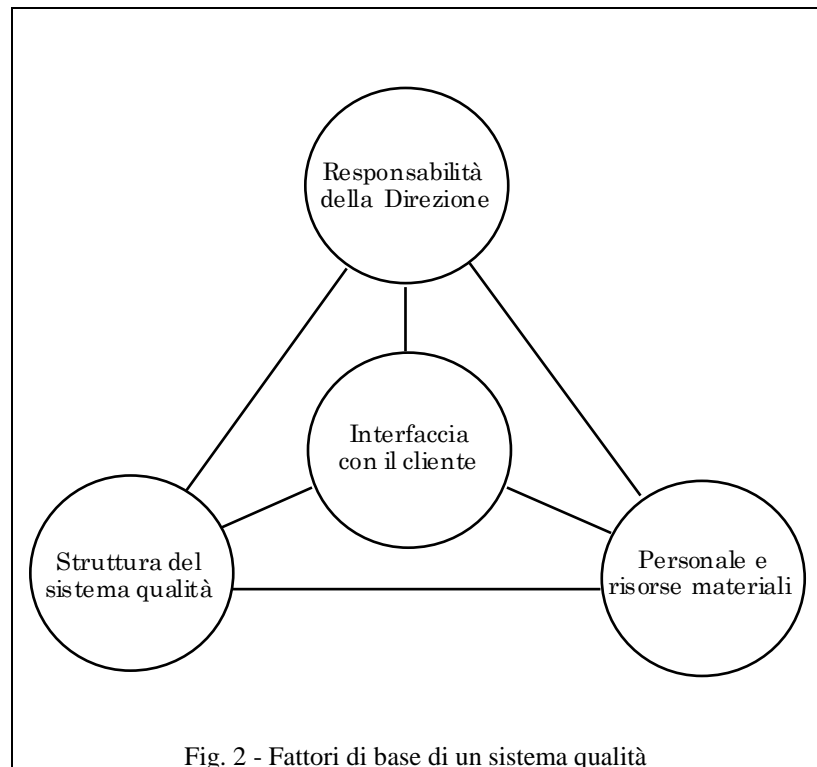 Responsabilità
della Direzione
Interfaccia
con il cliente
Struttura del
sistema qualità
Personale e
risorse materiali
Fig. 2 - Fattori di base di un sistema qualità